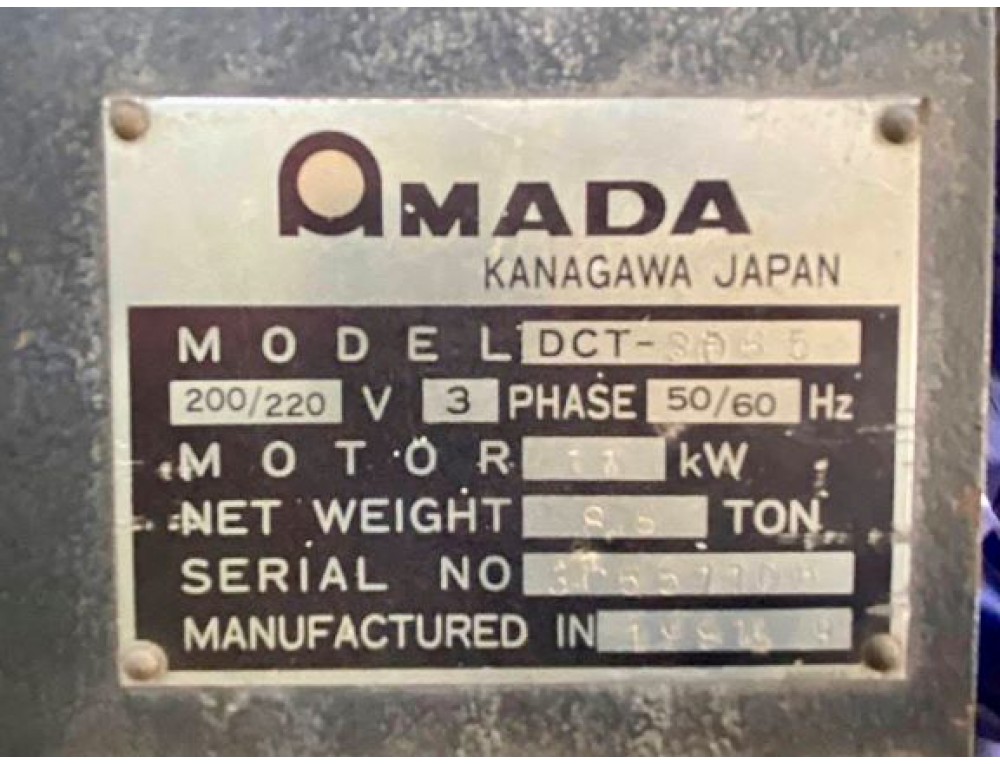 AMADA
KANAGAWA JAPAN
MODEL DCT-
200/220 V 3 PHASE 50/60 Hz
MOTOR kW
NET WEIGHT TON
SERIAL NO
MANUFACTURED IN